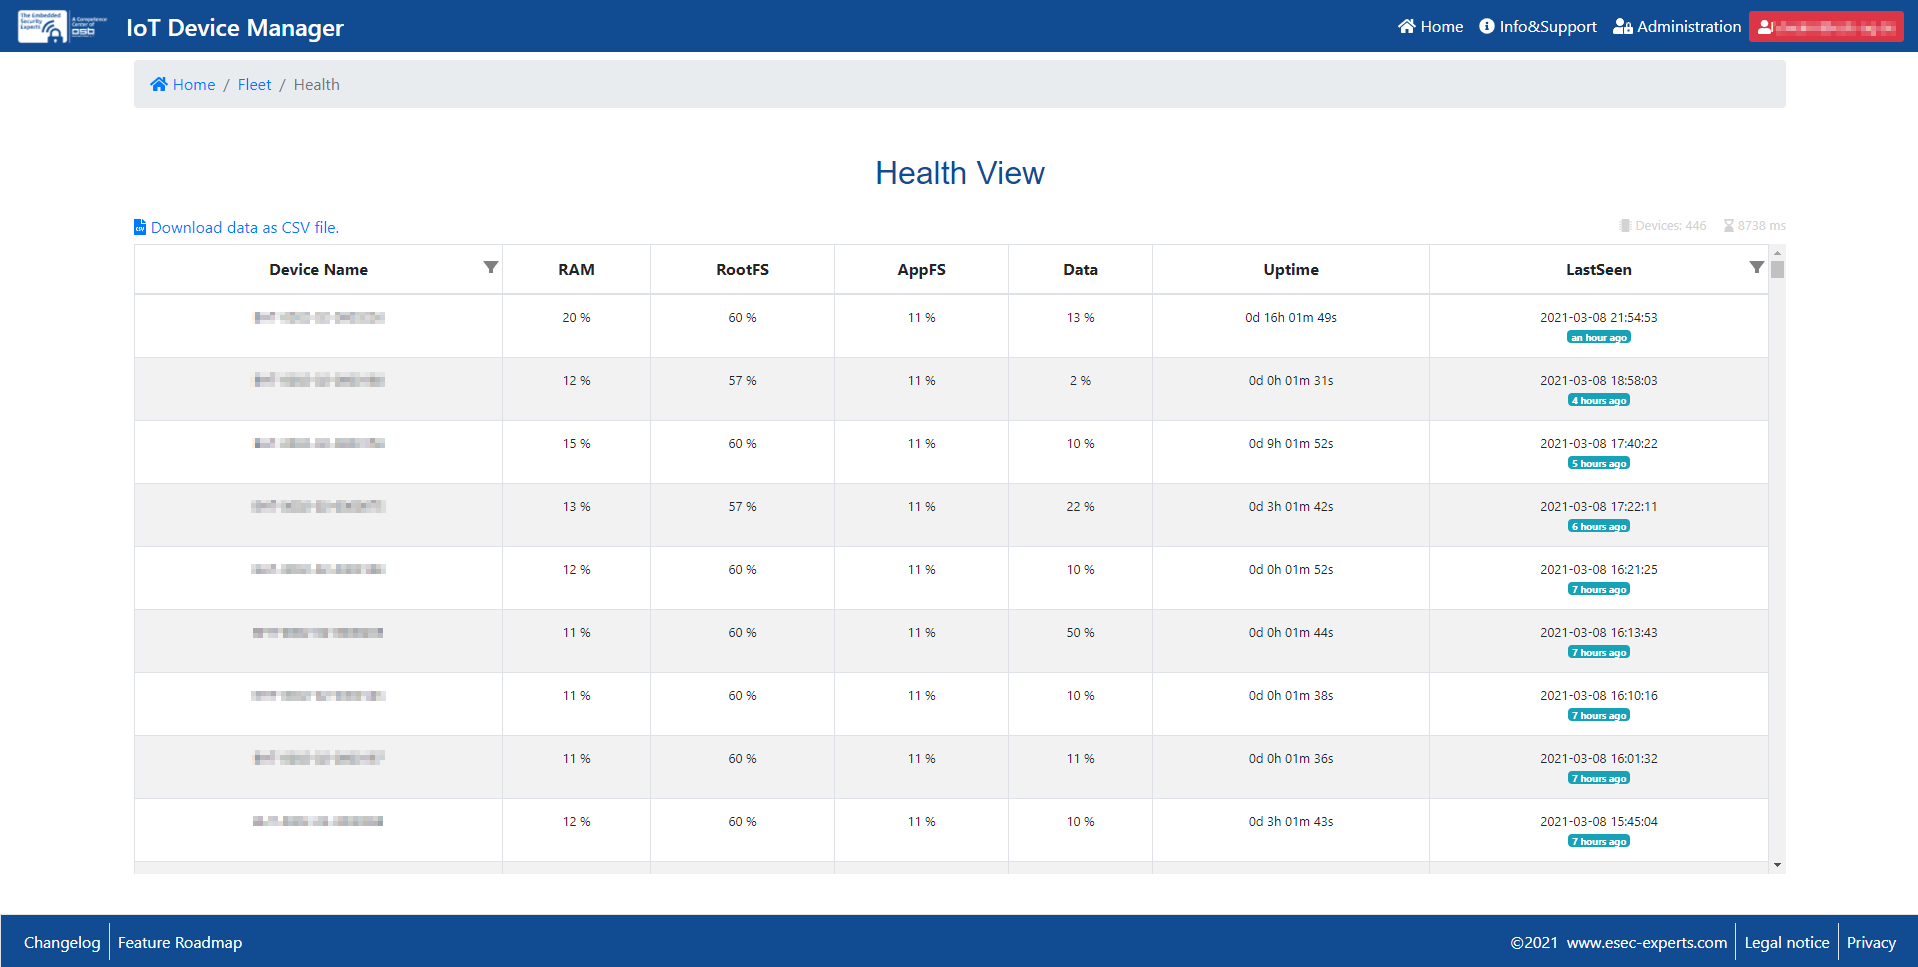 The Embedded
Security
Experts
A Competence
Center of
osb
IoT Device Manager
Home Info&Support Administration
Home / Fleet / Health
Health View
Download data as CSV file.
Devices: 446 8738 ms
Device Name RAM RootFS AppFS Data Uptime LastSeen
20 % 60 % 11 % 13 % 0d 16h 01m 49s 2021-03-08 21:54:53
an hour ago
12 % 57 % 11 % 2 % 0d 0h 01m 31s 2021-03-08 18:58:03
4 hours ago
15 % 60 % 11 % 10 % 0d 9h 01m 52s 2021-03-08 17:40:22
5 hours ago
13 % 57 % 11 % 22 % 0d 3h 01m 42s 2021-03-08 17:22:11
6 hours ago
12 % 60 % 11 % 10 % 0d 0h 01m 52s 2021-03-08 16:21:25
7 hours ago
11 % 60 % 11 % 50 % 0d 0h 01m 44s 2021-03-08 16:13:43
7 hours ago
11 % 60 % 11 % 10 % 0d 0h 01m 38s 2021-03-08 16:10:16
7 hours ago
11 % 60 % 11 % 11 % 0d 0h 01m 36s 2021-03-08 16:01:32
7 hours ago
12 % 60 % 11 % 10 % 0d 3h 01m 43s 2021-03-08 15:45:04
7 hours ago
Changelog Feature Roadmap ©2021 www.esec-experts.com Legal notice Privacy